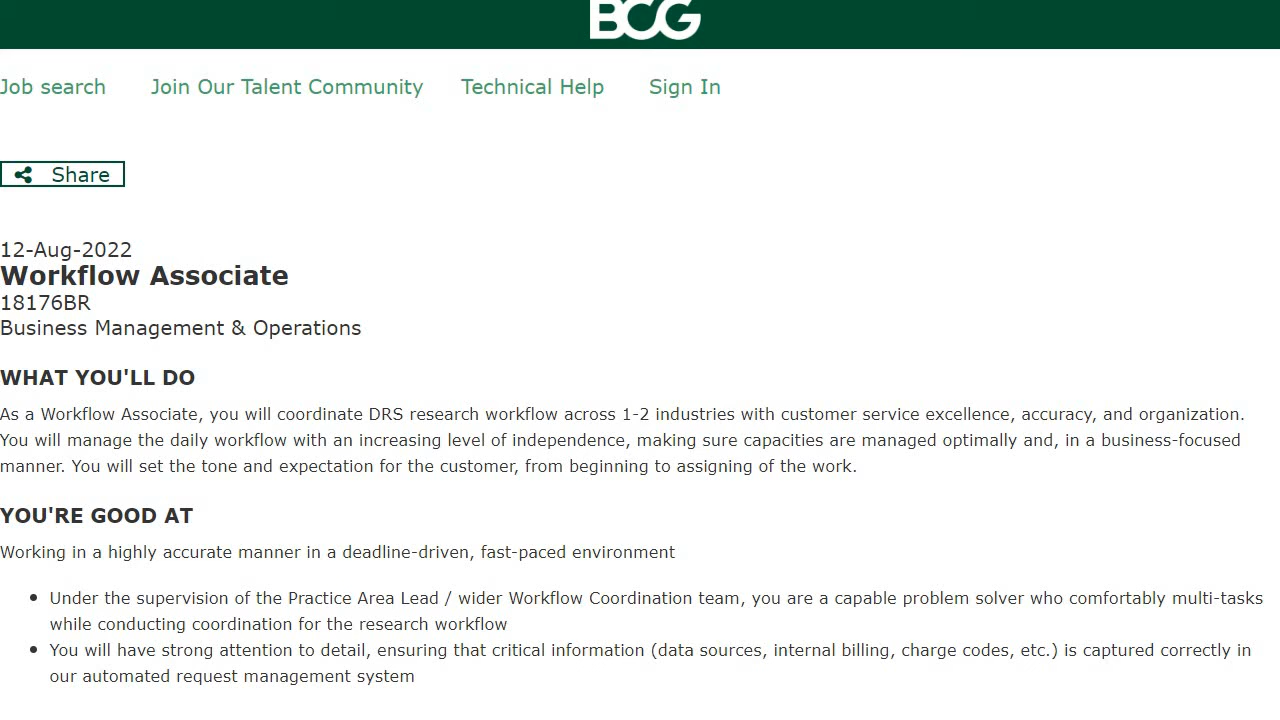 BCG
Job search Join Our Talent Community Technical Help Sign In
Share
12-Aug-2022
Workflow Associate
18176BR
Business Management & Operations
WHAT YOU'LL DO
As a Workflow Associate, you will coordinate DRS research workflow across 1-2 industries with customer service excellence, accuracy, and organization.
You will manage the daily workflow with an increasing level of independence, making sure capacities are managed optimally and, in a business-focused
manner. You will set the tone and expectation for the customer, from beginning to assigning of the work.
YOU'RE GOOD AT
Working in a highly accurate manner in a deadline-driven, fast-paced environment
• Under the supervision of the Practice Area Lead / wider Workflow Coordination team, you are a capable problem solver who comfortably multi-tasks
while conducting coordination for the research workflow
• You will have strong attention to detail, ensuring that critical information (data sources, internal billing, charge codes, etc.) is captured correctly in
our automated request management system